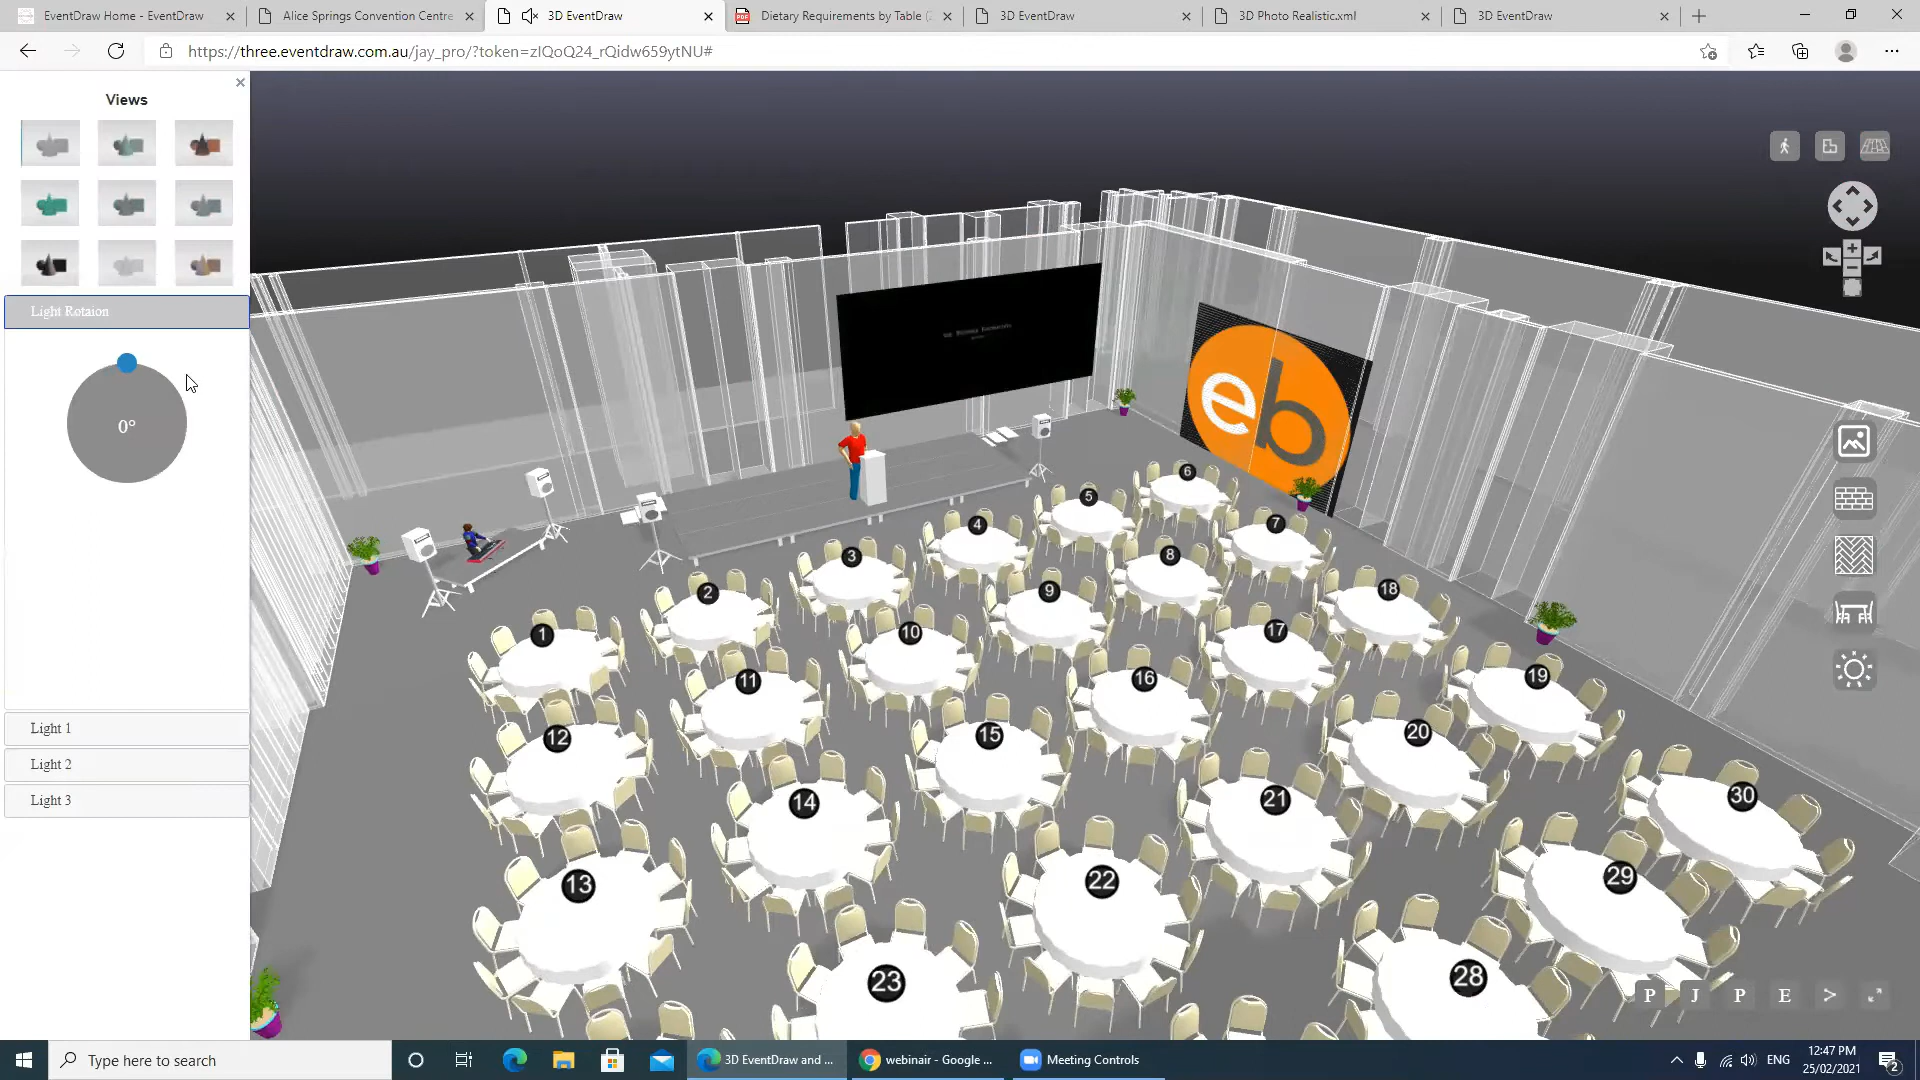 EventDraw Home - EventDraw
Alice Springs Convention Centre
3D EventDraw
Dietary Requirements by Table (2
3D EventDraw
3D Photo Realistic.xml
3D EventDraw
https://three.eventdraw.com.au/jay_pro/?token=zIQoQ24_rQidw659ytNU#
Views
Light Rotaion
0°
Light 1
Light 2
Light 3
eb
6
5
4
7
3
8
2
9
18
1
10
17
11
16
19
12
15
20
14
21
30
13
22
29
23
28
P J P E >
Type here to search
3D EventDraw and ...
webinair - Google ...
Meeting Controls
ENG
12:47 PM
25/02/2021
2